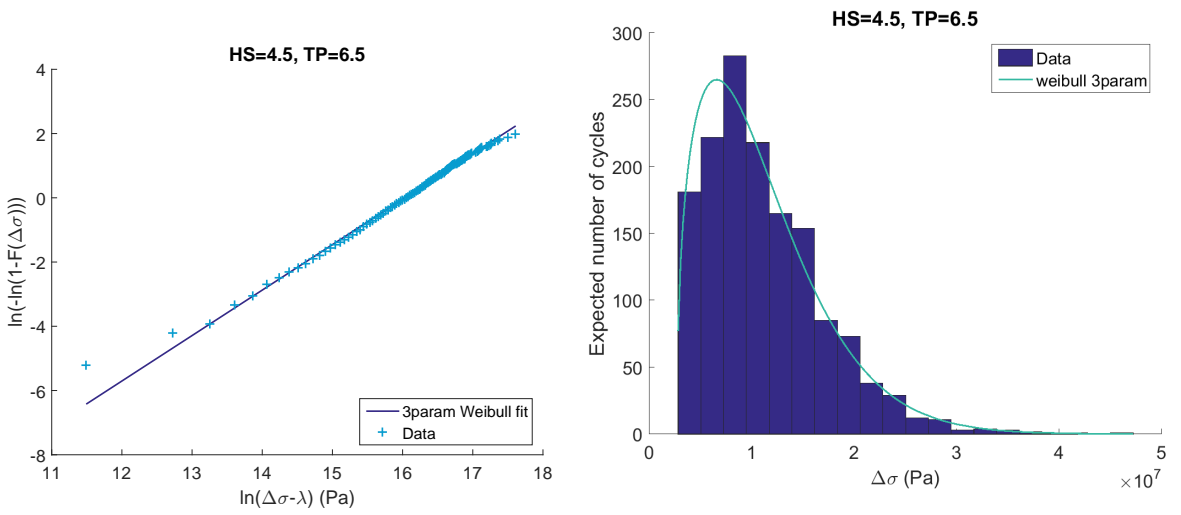 HS=4.5, TP=6.5
4
2
0
-2
-4
-6
-8
ln(-ln(1-F(Δσ)))
11
12
13
14
15
16
17
18
ln(Δσ-λ) (Pa)
3param Weibull fit
Data
HS=4.5, TP=6.5
300
250
200
150
100
50
0
Expected number of cycles
0
1
2
3
4
5
×10^7
Δσ (Pa)
Data
weibull 3param